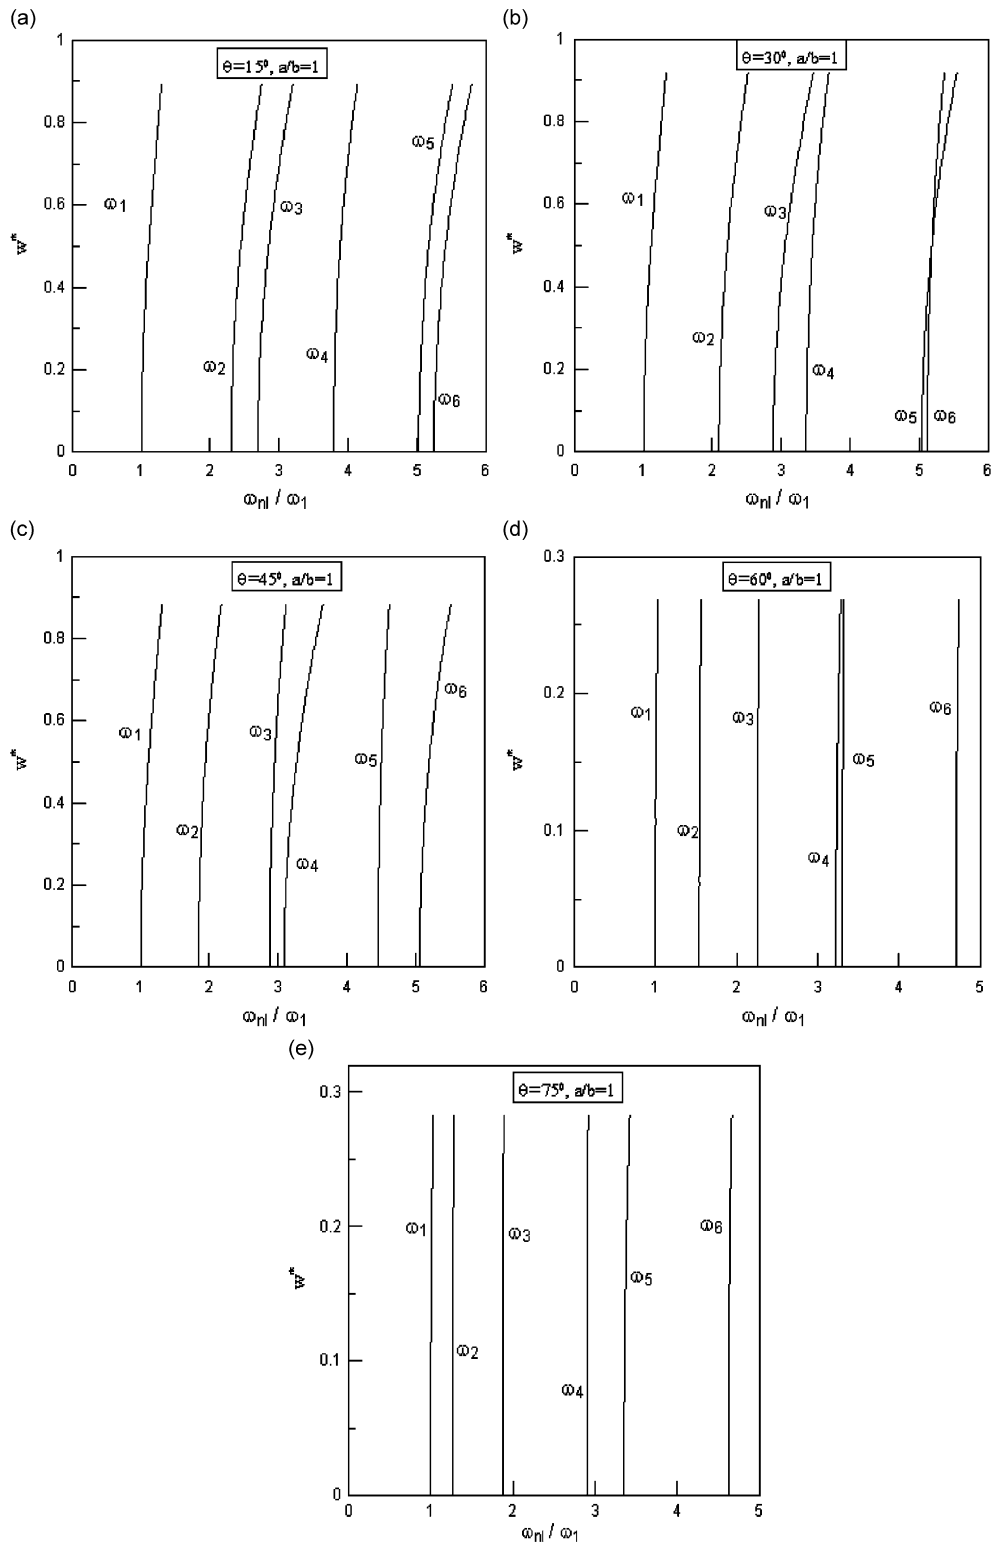 (a)
θ=15⁰, a/b=1
1
0.8
0.6
0.4
0.2
0
w*
ω1
ω2
ω3
ω4
ω5
ω6
0 1 2 3 4 5 6
ωnl / ω1
(b)
θ=30⁰, a/b=1
1
0.8
0.6
0.4
0.2
0
w*
ω1
ω2
ω3
ω4
ω5
ω6
0 1 2 3 4 5 6
ωnl / ω1
(c)
θ=45⁰, a/b=1
1
0.8
0.6
0.4
0.2
0
w*
ω1
ω2
ω3
ω4
ω5
ω6
0 1 2 3 4 5 6
ωnl / ω1
(d)
θ=60⁰, a/b=1
0.3
0.2
0.1
0
w*
ω1
ω2
ω3
ω4
ω5
ω6
0 1 2 3 4 5
ωnl / ω1
(e)
θ=75⁰, a/b=1
0.3
0.2
0.1
0
w*
ω1
ω2
ω3
ω4
ω5
ω6
0 1 2 3 4 5
ωnl / ω1